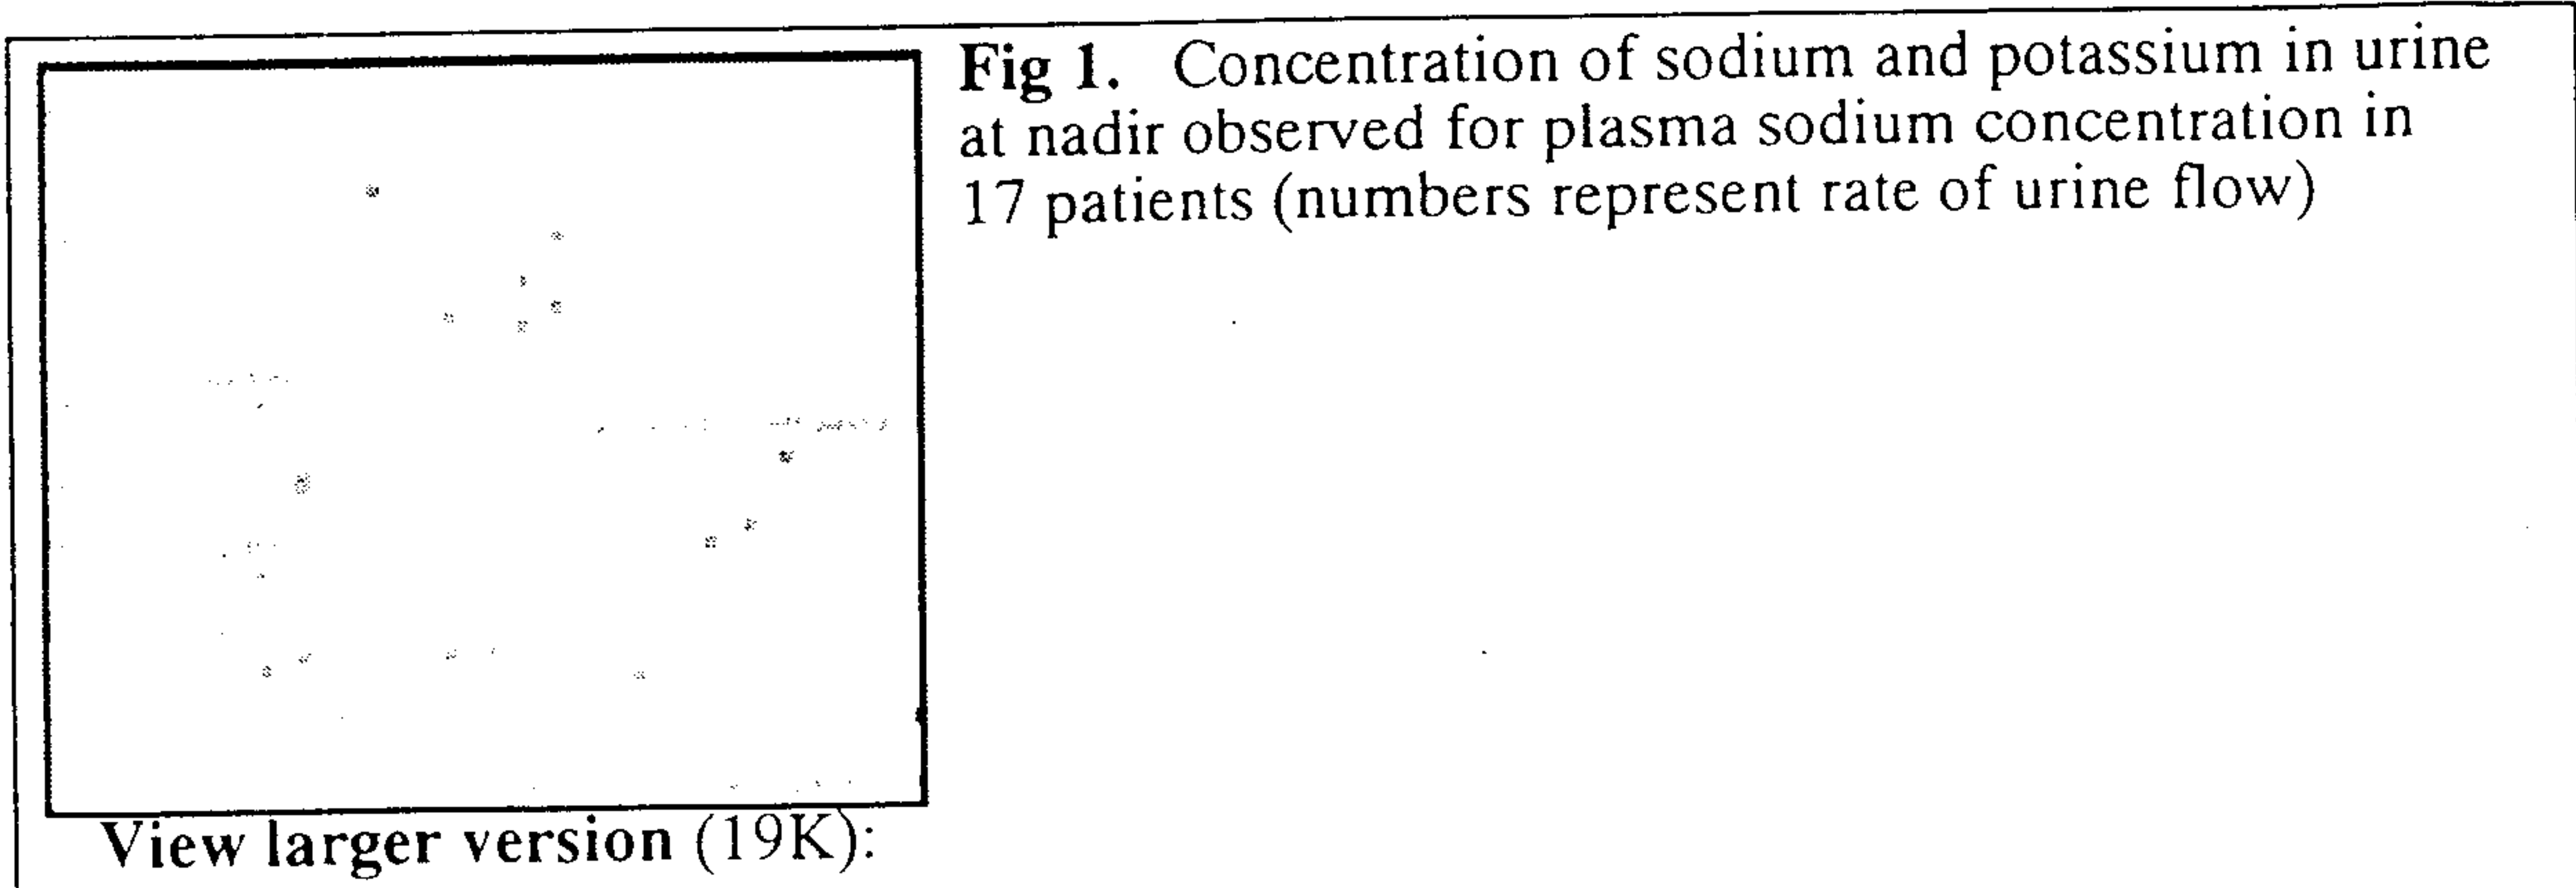 Fig 1. Concentration of sodium and potassium in urine
at nadir observed for plasma sodium concentration in
17 patients (numbers represent rate of urine flow)
View larger version (19K):